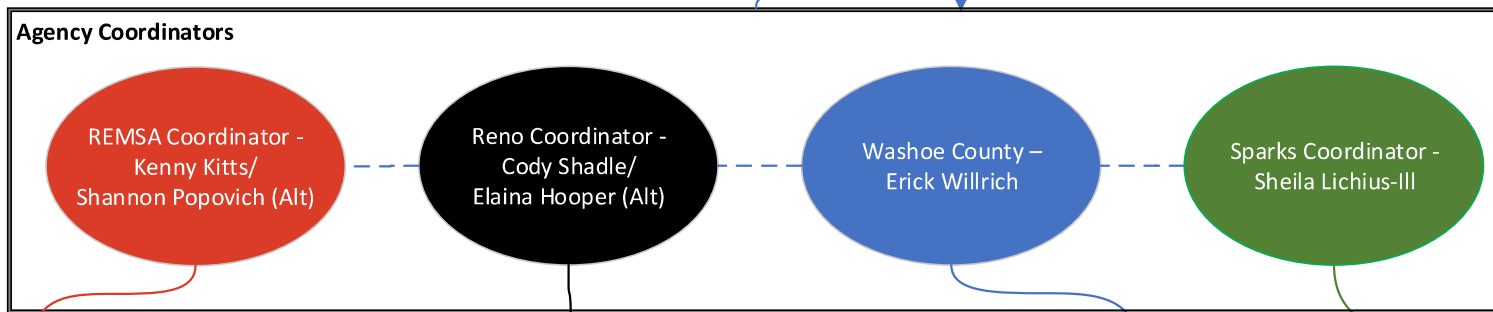 Agency Coordinators
REMSA Coordinator -
Kenny Kitts/
Shannon Popovich (Alt)
Reno Coordinator -
Cody Shadle/
Elaina Hooper (Alt)
Washoe County –
Erick Willrich
Sparks Coordinator -
Sheila Lichius-Ill